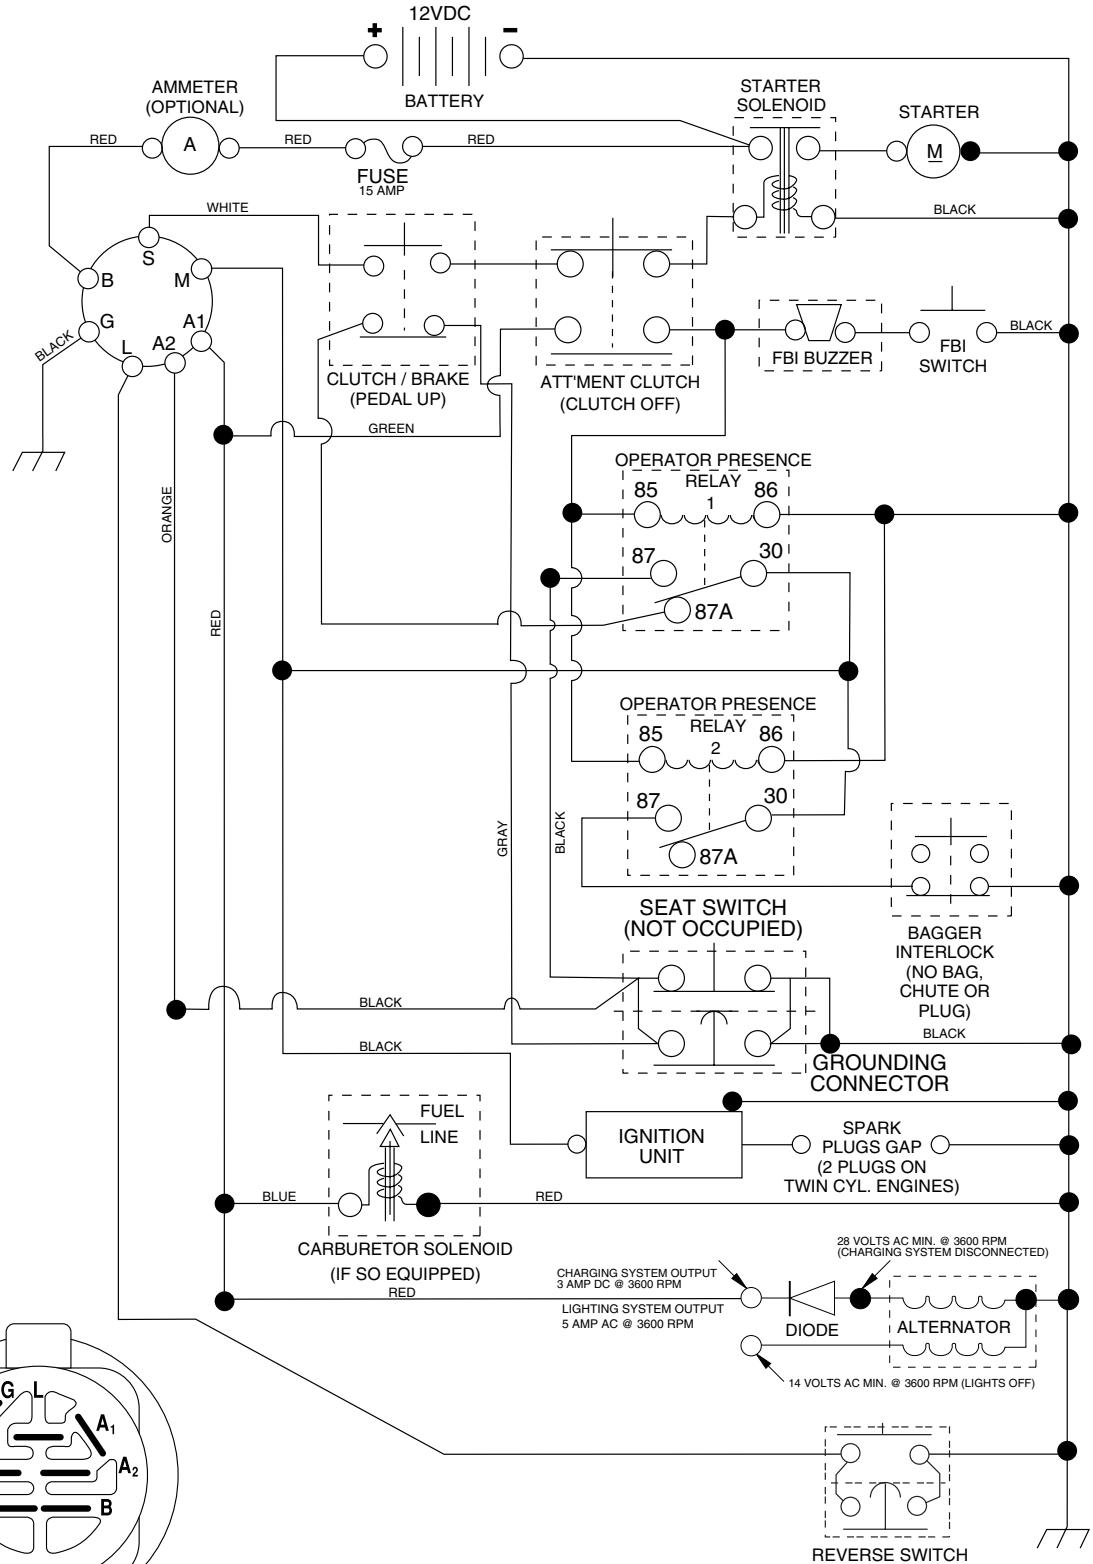 12VDC
+
-
BATTERY
AMMETER
(OPTIONAL)
STARTER
SOLENOID
STARTER
RED
A
RED
RED
M
FUSE
15 AMP
WHITE
BLACK
S
B
M
G
A1
L
A2
BLACK
CLUTCH / BRAKE
(PEDAL UP)
ATT'MENT CLUTCH
(CLUTCH OFF)
FBI BUZZER
FBI
SWITCH
BLACK
GREEN
OPERATOR PRESENCE
RELAY
1
85
86
87
30
87A
ORANGE
RED
OPERATOR PRESENCE
RELAY
2
85
86
87
30
87A
GRAY
BLACK
SEAT SWITCH
(NOT OCCUPIED)
BAGGER
INTERLOCK
(NO BAG,
CHUTE OR
PLUG)
BLACK
BLACK
BLACK
GROUNDING
CONNECTOR
FUEL
LINE
IGNITION
UNIT
SPARK
PLUGS GAP
(2 PLUGS ON
TWIN CYL. ENGINES)
BLUE
RED
CARBURETOR SOLENOID
(IF SO EQUIPPED)
28 VOLTS AC MIN. @ 3600 RPM
(CHARGING SYSTEM DISCONNECTED)
CHARGING SYSTEM OUTPUT
3 AMP DC @ 3600 RPM
RED
LIGHTING SYSTEM OUTPUT
5 AMP AC @ 3600 RPM
DIODE
ALTERNATOR
14 VOLTS AC MIN. @ 3600 RPM (LIGHTS OFF)
G
L
A1
A2
B
REVERSE SWITCH